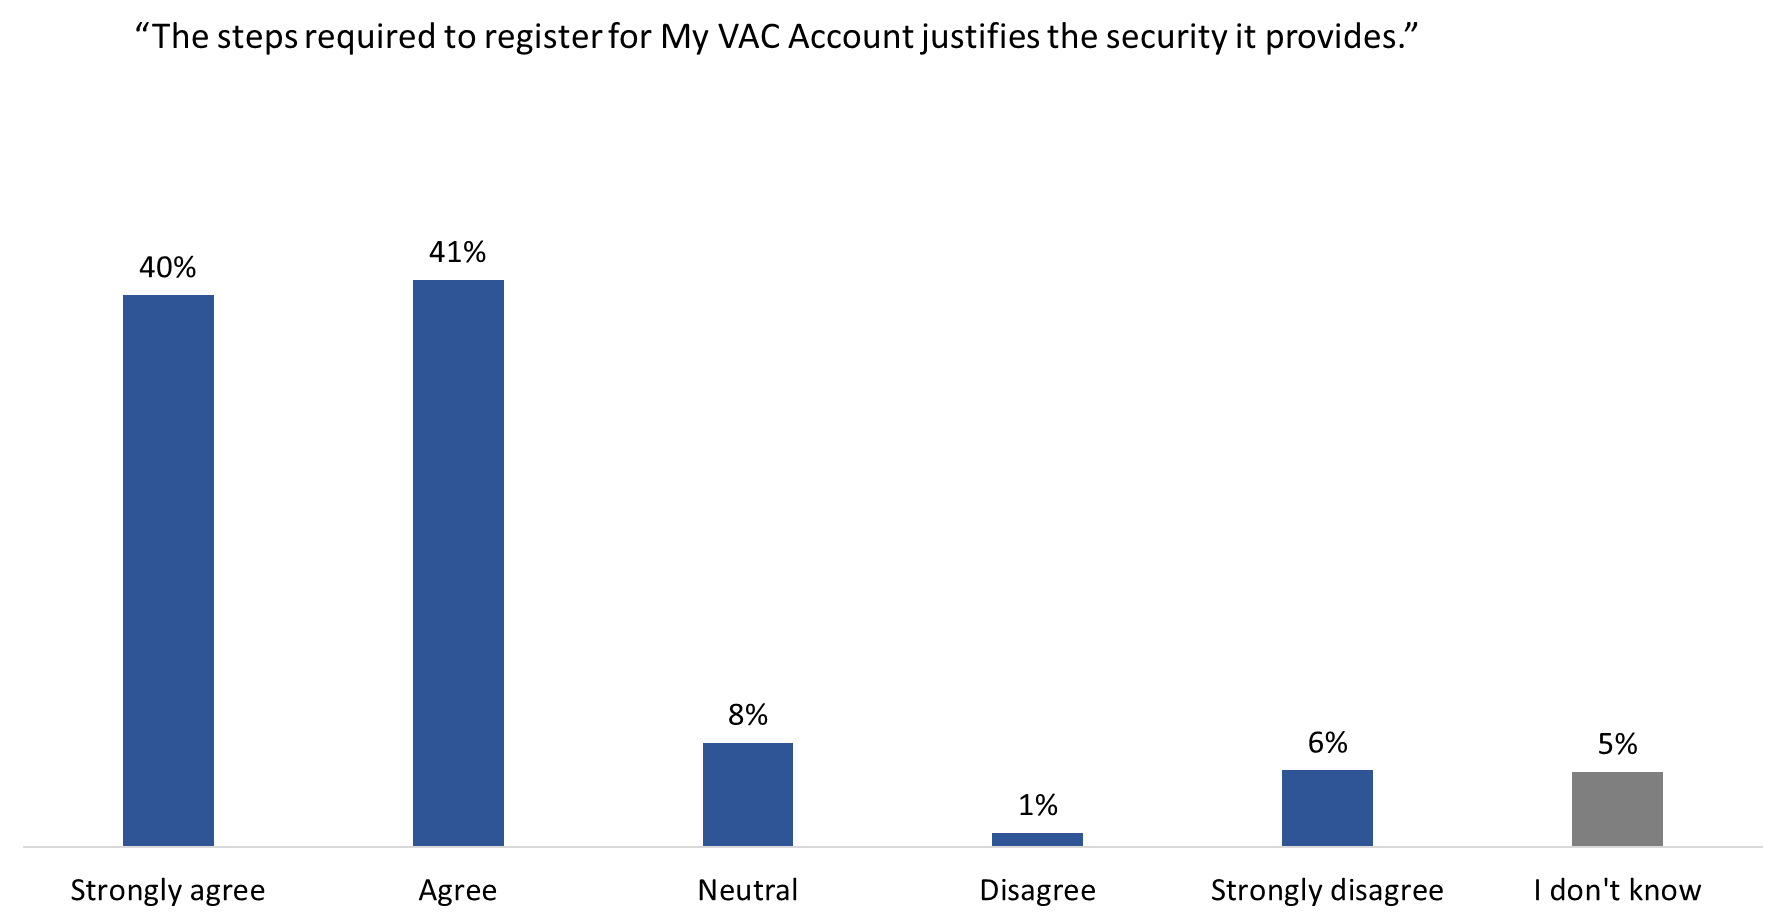 “The steps required to register for My VAC Account justifies the security it provides.”
40%
41%
8%
1%
6%
5%
Strongly agree
Agree
Neutral
Disagree
Strongly disagree
I don't know